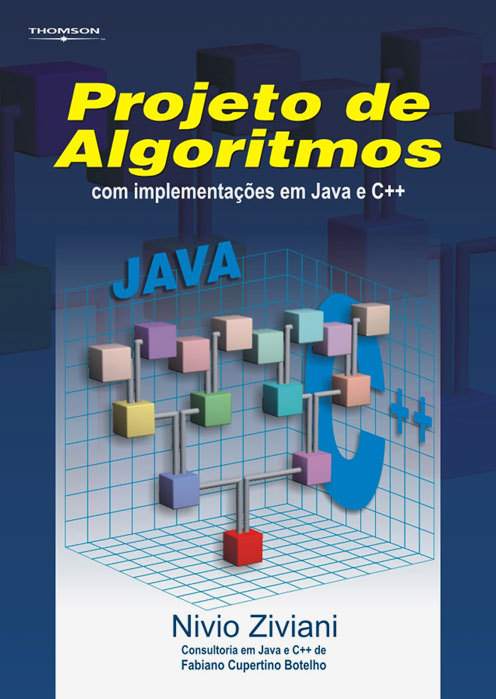 THOMSON
Projeto de
Algoritmos
com implementações em Java e C++
JAVA
C++
Nivio Ziviani
Consultoria em Java e C++ de
Fabiano Cupertino Botelho